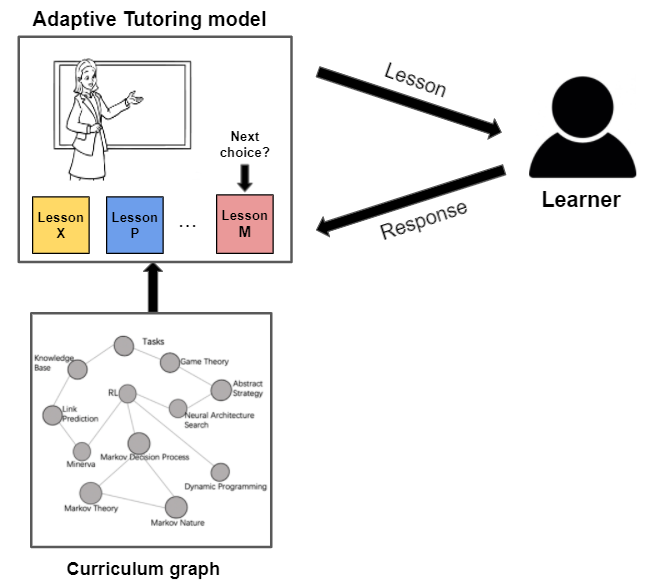 Adaptive Tutoring model
Next
choice?
Lesson
X
Lesson
P
...
Lesson
M
Lesson
Response
Learner
Tasks
Knowledge
Base
Game Theory
Abstract
Strategy
RL
Link
Prediction
Neural Architecture
Search
Minerva
Markov Decision Process
Dynamic Programming
Markov Theory
Markov Nature
Curriculum graph